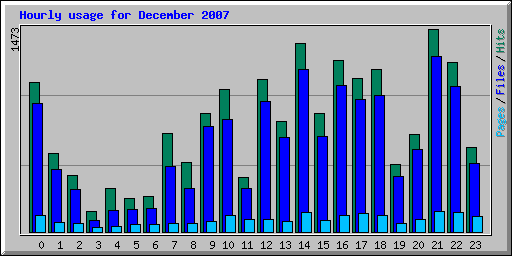 Hourly usage for December 2007
1473
Pages/Files/Hits
0 1 2 3 4 5 6 7 8 9 10 11 12 13 14 15 16 17 18 19 20 21 22 23